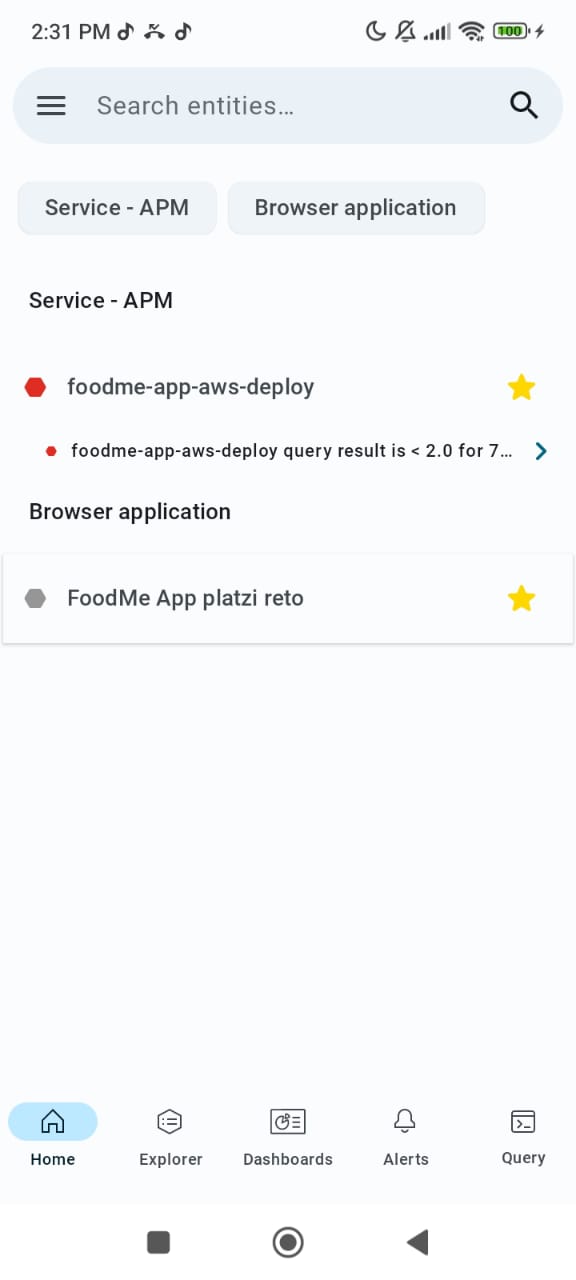 2:31 PM
100
Search entities…
Service - APM
Browser application
Service - APM
foodme-app-aws-deploy
foodme-app-aws-deploy query result is < 2.0 for 7...
Browser application
FoodMe App platzi reto
Home
Explorer
Dashboards
Alerts
Query